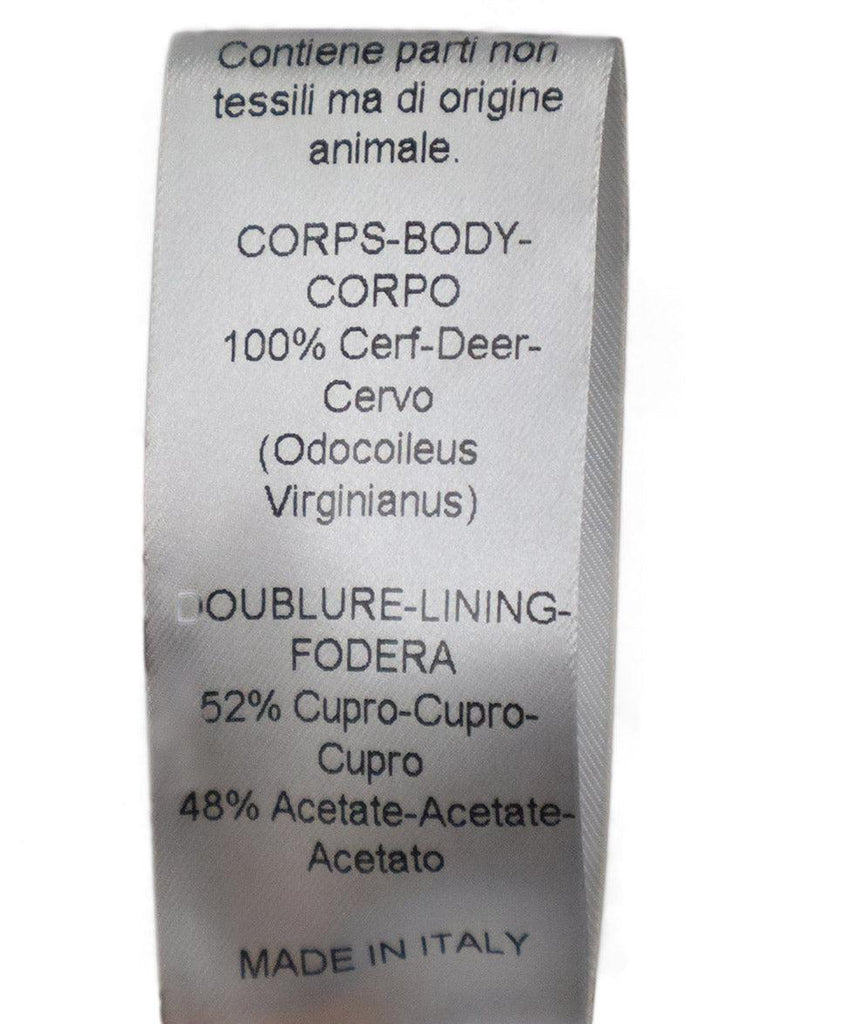 Contiene parti non
tessili ma di origine
animale.
CORPS-BODY-
CORPO
100% Cerf-Deer-
Cervo
(Odocoileus
Virginianus)
DOUBLURE-LINING-
FODERA
52% Cupro-Cupro-
Cupro
48% Acetate-Acetate-
Acetato
MADE IN ITALY